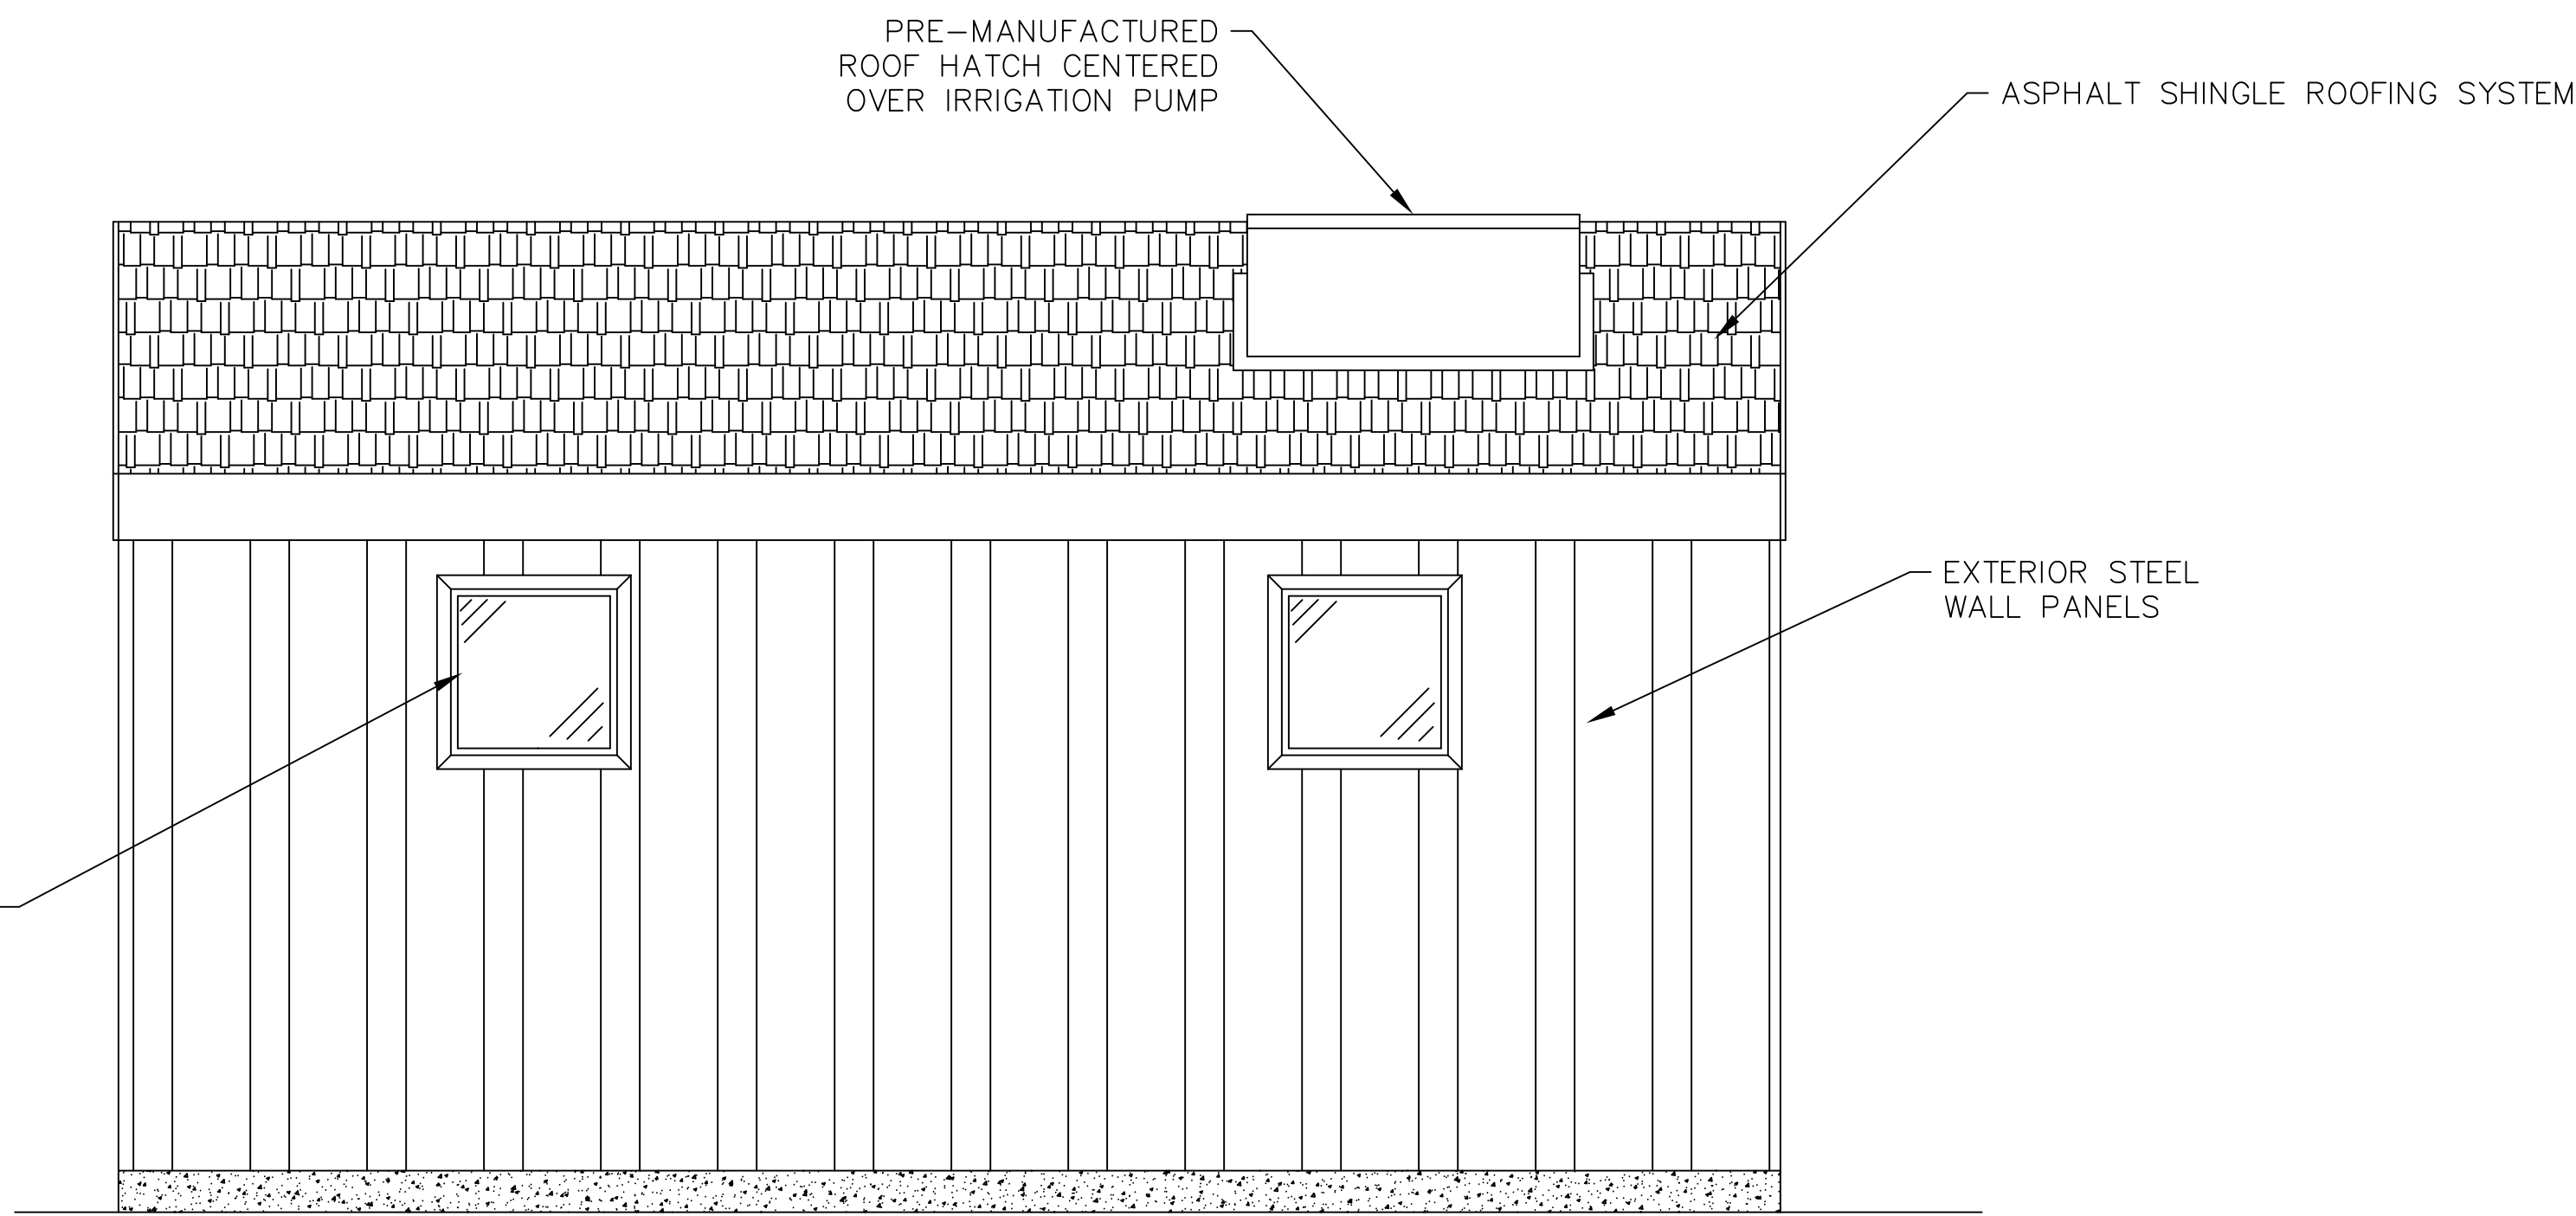 PRE-MANUFACTURED
ROOF HATCH CENTERED
OVER IRRIGATION PUMP
ASPHALT SHINGLE ROOFING SYSTEM
EXTERIOR STEEL
WALL PANELS